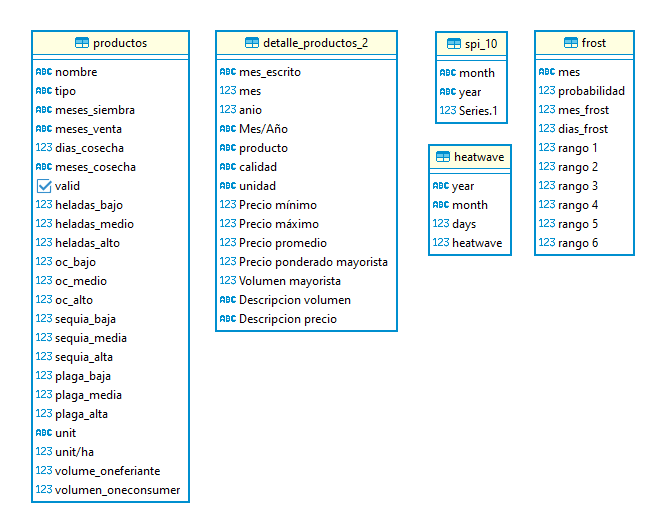 productos
ABC nombre
ABC tipo
ABC meses_siembra
ABC meses_venta
123 dias_cosecha
ABC meses_cosecha
valid
123 heladas_bajo
123 heladas_medio
123 heladas_alto
123 oc_bajo
123 oc_medio
123 oc_alto
123 sequia_baja
123 sequia_media
123 sequia_alta
123 plaga_baja
123 plaga_media
123 plaga_alta
ABC unit
123 unit/ha
123 volume_oneferiante
123 volumen_oneconsumer
detalle_productos_2
ABC mes_escrito
123 mes
123 anio
ABC Mes/Año
ABC producto
ABC calidad
ABC unidad
123 Precio mínimo
123 Precio máximo
123 Precio promedio
123 Precio ponderado mayorista
123 Volumen mayorista
ABC Descripcion volumen
ABC Descripcion precio
spi_10
ABC month
ABC year
123 Series.1
heatwave
ABC year
ABC month
123 days
123 heatwave
frost
ABC mes
123 probabilidad
123 mes_frost
123 dias_frost
123 rango 1
123 rango 2
123 rango 3
123 rango 4
123 rango 5
123 rango 6